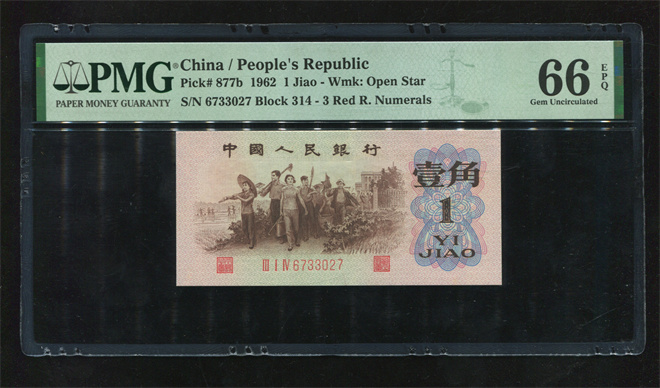 PMG
PAPER MONEY GUARANTY
China / People's Republic
Pick# 877b 1962 1 Jiao - Wmk: Open Star
S/N 6733027 Block 314 - 3 Red R. Numerals
66 EPQ
Gem Uncirculated
中國人民銀行
壹角
1
YI
JIAO
III I IV 6733027